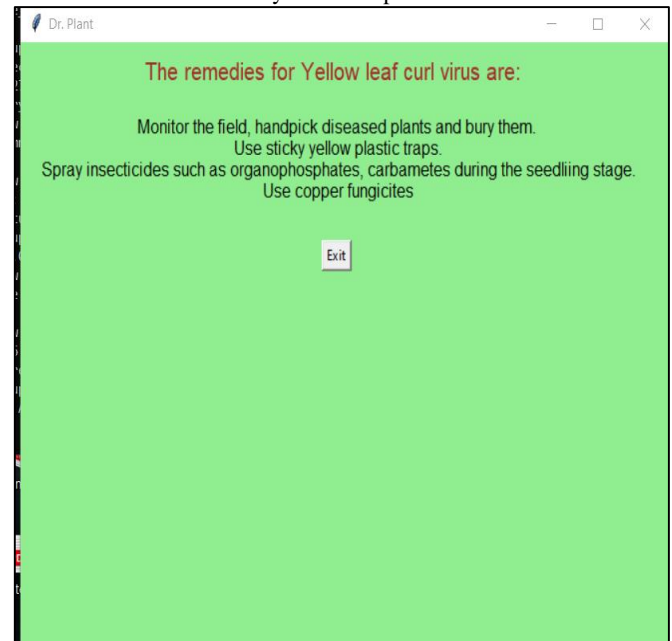 Dr. Plant
The remedies for Yellow leaf curl virus are:
Monitor the field, handpick diseased plants and bury them.
Use sticky yellow plastic traps.
Spray insecticides such as organophosphates, carbametes during the seedliing stage.
Use copper fungicites
Exit